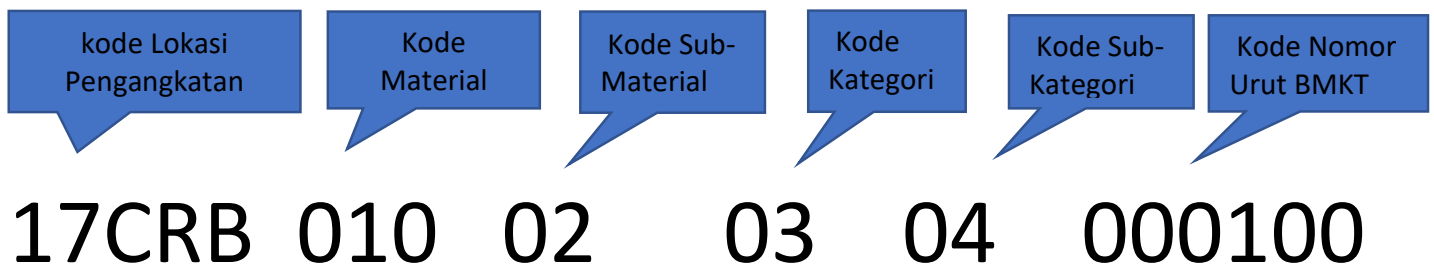 kode Lokasi
Pengangkatan
Kode
Material
Kode Sub-
Material
Kode
Kategori
Kode Sub-
Kategori
Kode Nomor
Urut BMKT
17CRB 010 02 03 04 000100